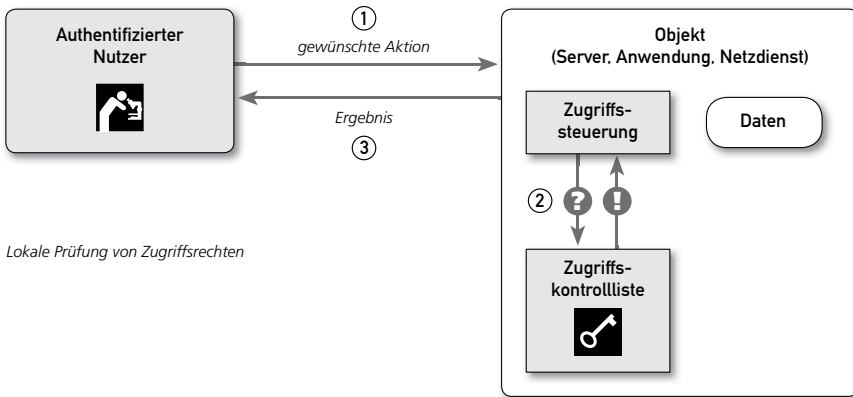 Authentifizierter
Nutzer
①
gewünschte Aktion
Ergebnis
③
Objekt
(Server, Anwendung, Netzdienst)
Zugriffs-
steuerung
Daten
②
?
!
Zugriffs-
kontrollliste
Lokale Prüfung von Zugriffsrechten